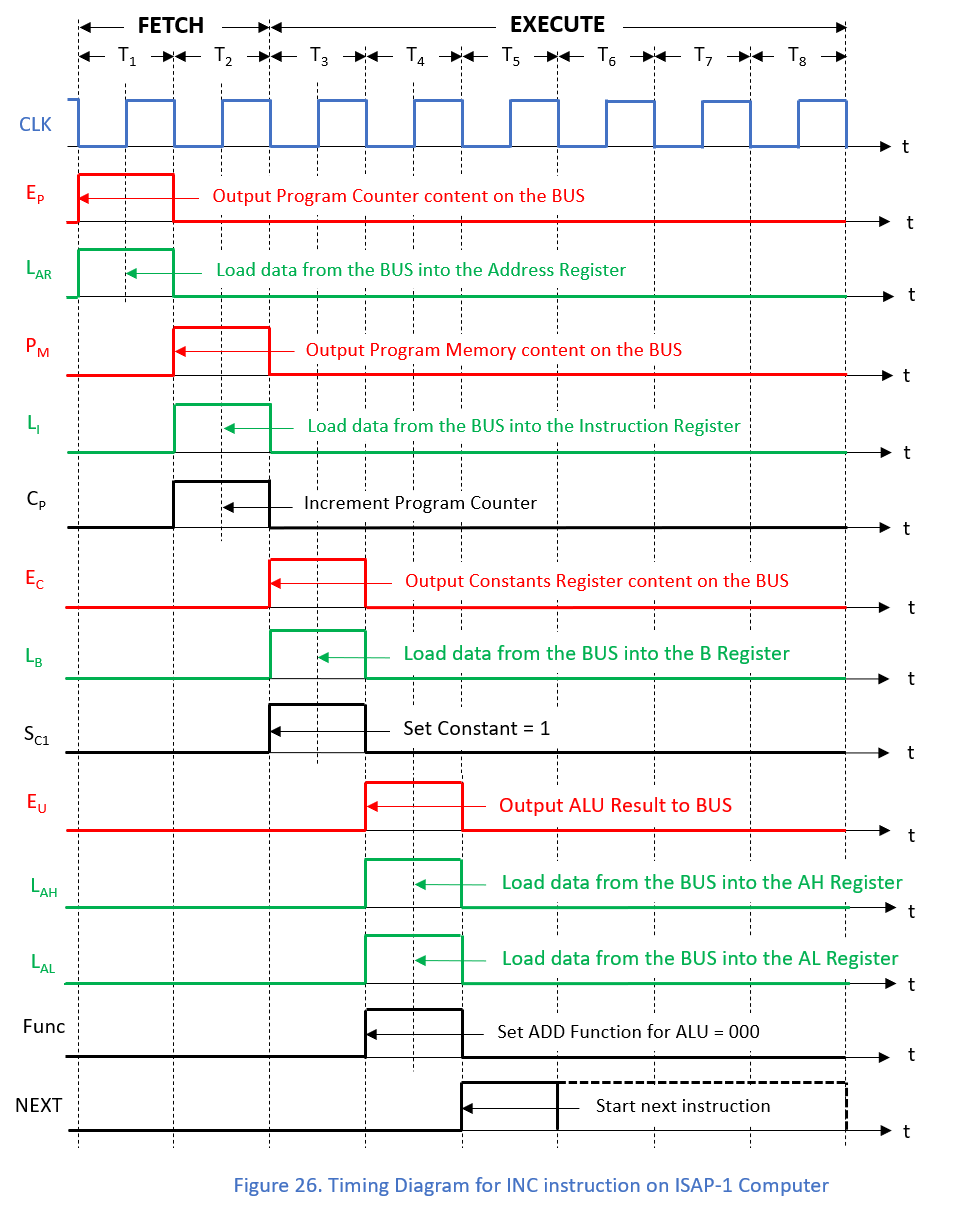 FETCH EXECUTE
T1 T2 T3 T4 T5 T6 T7 T8
CLK t
EP Output Program Counter content on the BUS t
LAR Load data from the BUS into the Address Register t
PM Output Program Memory content on the BUS t
LI Load data from the BUS into the Instruction Register t
CP Increment Program Counter t
EC Output Constants Register content on the BUS t
LB Load data from the BUS into the B Register t
SC1 Set Constant = 1 t
EU Output ALU Result to BUS t
LAH Load data from the BUS into the AH Register t
LAL Load data from the BUS into the AL Register t
Func Set ADD Function for ALU = 000 t
NEXT Start next instruction t
Figure 26. Timing Diagram for INC instruction on ISAP-1 Computer